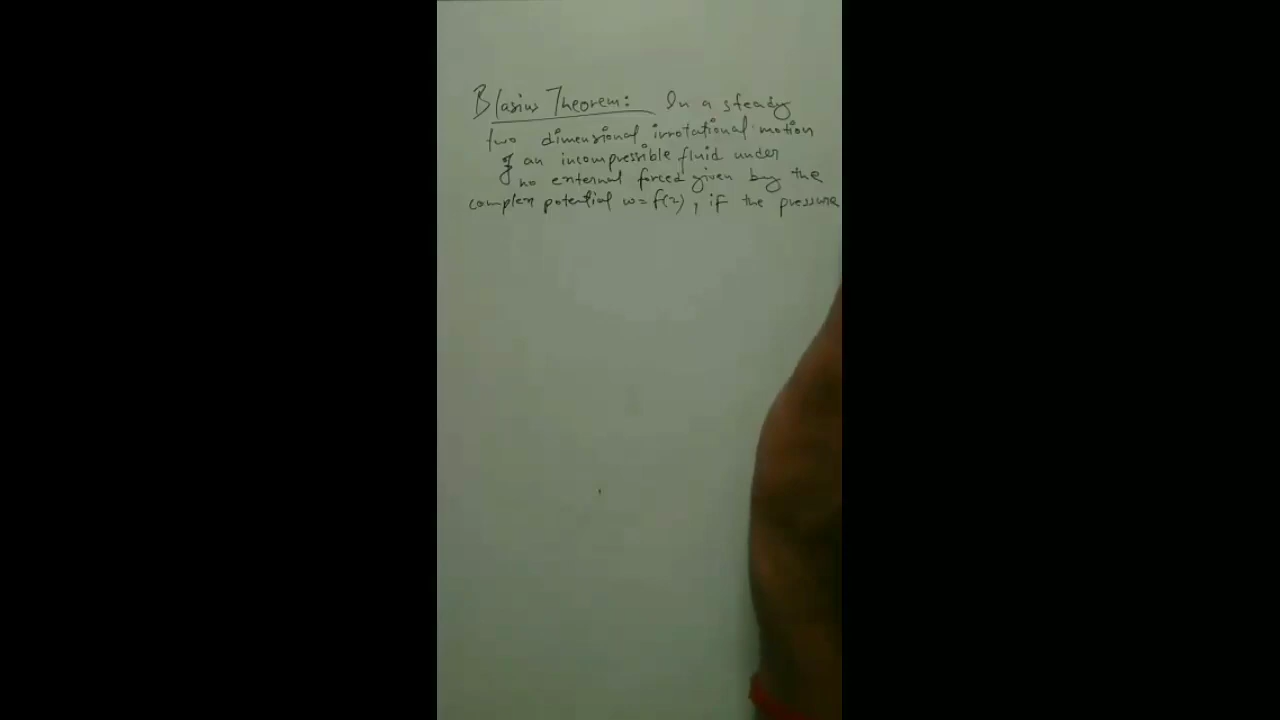 Blasius Theorem: In a steady
two dimensional irrotational motion
of an incompressible fluid under
no external forced given by the
complex potential w = f(z), if the pressure